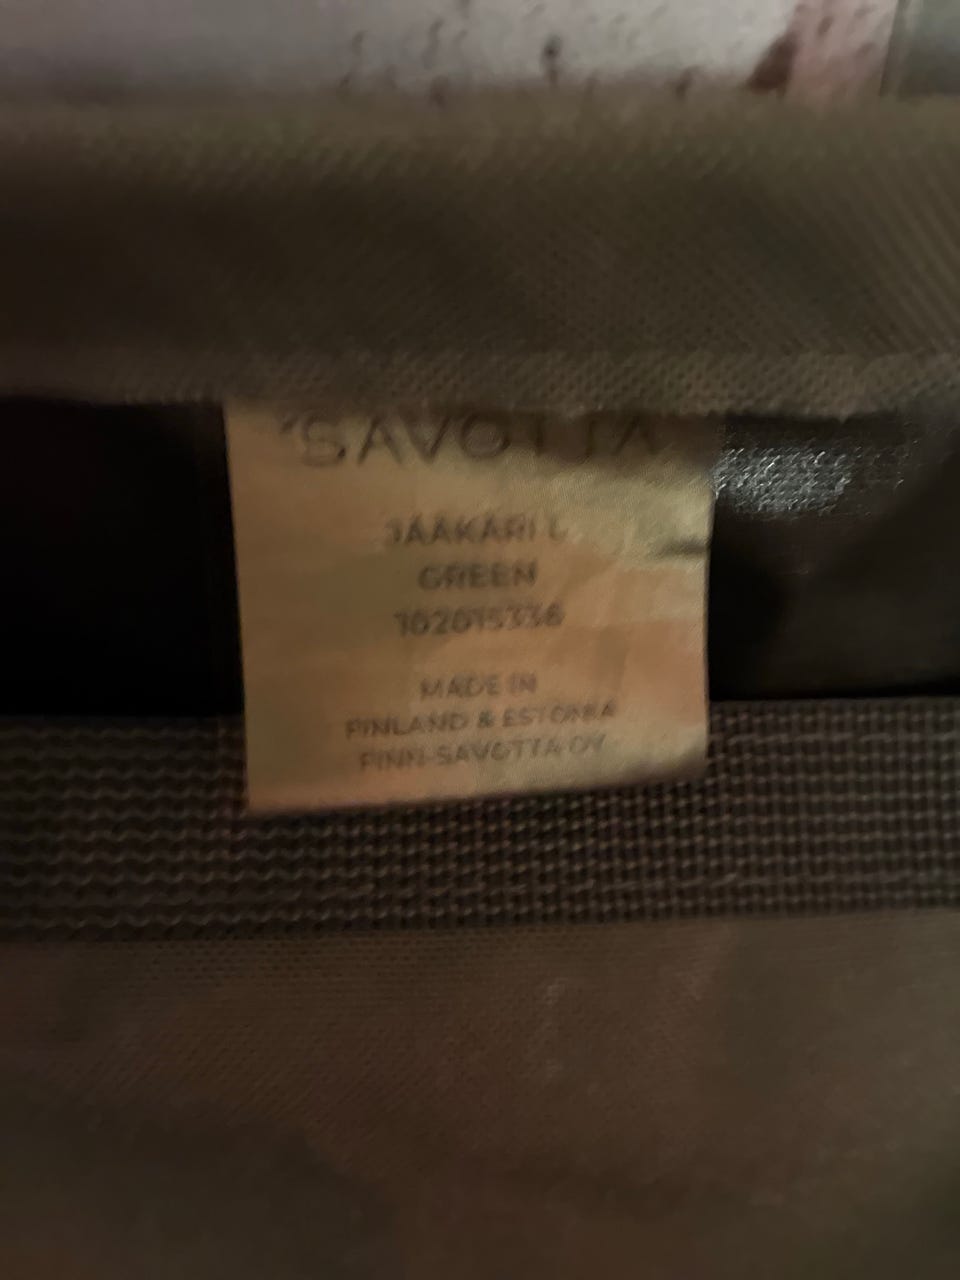 SAVOTTA
JÄÄKÄRI L
GREEN
102015336
MADE IN
FINLAND & ESTONIA
FINN-SAVOTTA OY